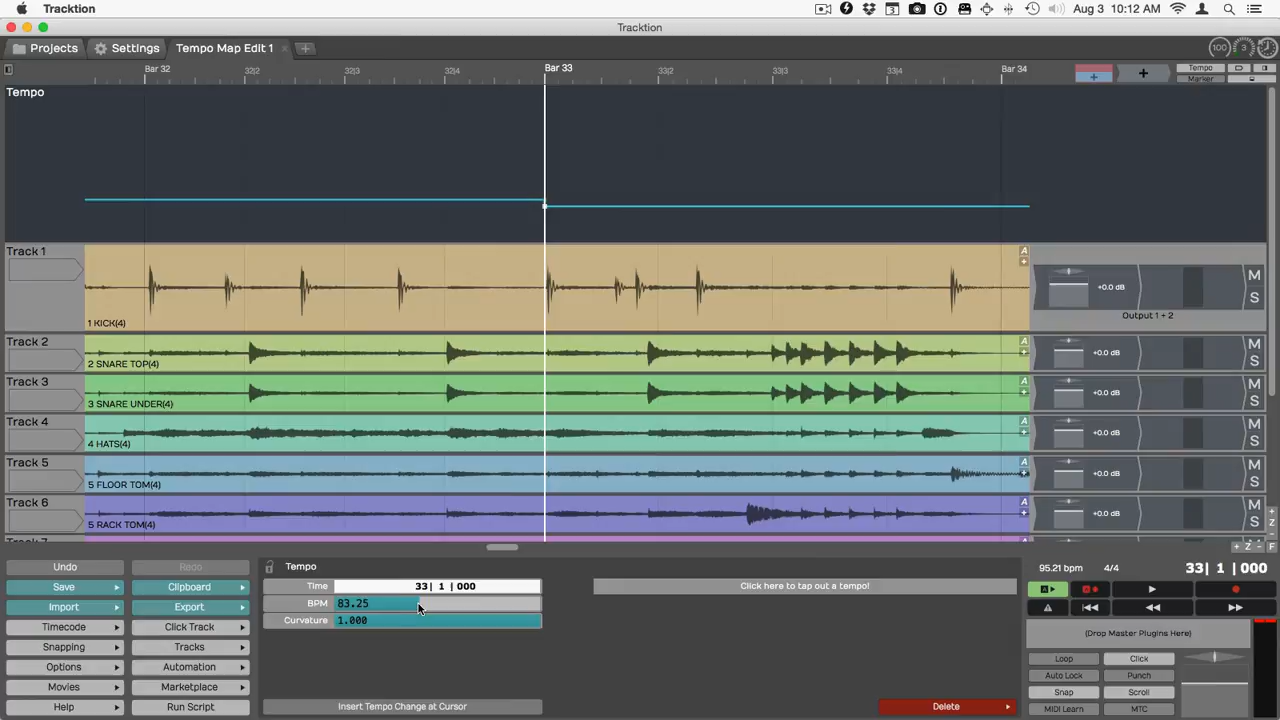 Tracktion
Aug 3 10:12 AM
Tracktion
Projects
Settings
Tempo Map Edit 1
100
3
Bar 32
32|2
32|3
32|4
Bar 33
33|2
33|3
33|4
Bar 34
Tempo
Marker
Tempo
Track 1
1 KICK(4)
A
+0.0 dB
M
S
Output 1 + 2
Track 2
2 SNARE TOP(4)
A
+0.0 dB
M
S
Track 3
3 SNARE UNDER(4)
A
+0.0 dB
M
S
Track 4
4 HATS(4)
A
+0.0 dB
M
S
Track 5
5 FLOOR TOM(4)
A
+0.0 dB
M
S
Track 6
5 RACK TOM(4)
A
+0.0 dB
M
S
+ Z - F
Undo
Redo
Save
Clipboard
Import
Export
Timecode
Click Track
Snapping
Tracks
Options
Automation
Movies
Marketplace
Help
Run Script
Tempo
Time 33| 1 |000
BPM 83.25
Curvature 1.000
Insert Tempo Change at Cursor
Click here to tap out a tempo!
Delete
95.21 bpm 4/4 33| 1 |000
(Drop Master Plugins Here)
Loop
Click
Auto Lock
Punch
Snap
Scroll
MIDI Learn
MTC